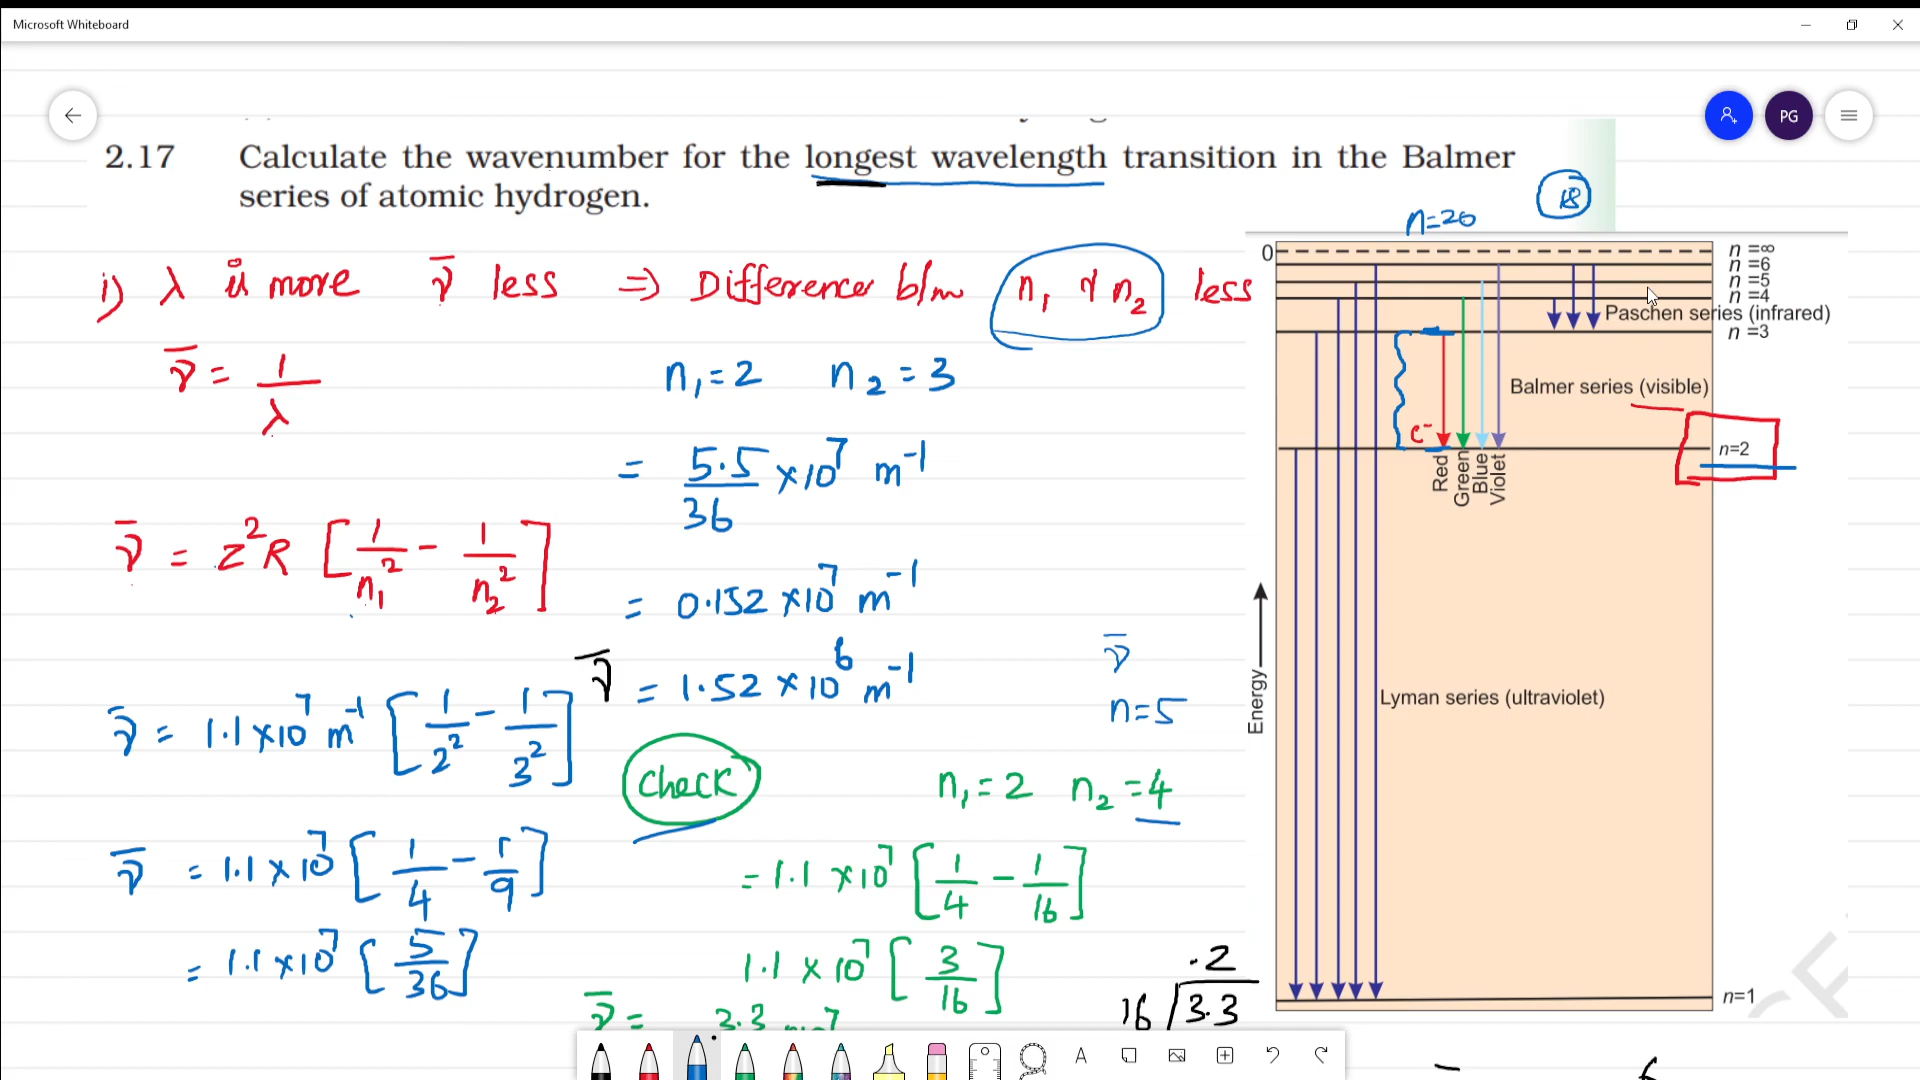 Microsoft Whiteboard
PG
2.17 Calculate the wavenumber for the longest wavelength transition in the Balmer
series of atomic hydrogen.
18
n=20
i) λ is more ν̄ less ⇒ Difference b/w n₁ & n₂ less
ν̄ = 1/λ
n₁ = 2 n₂ = 3
= 5.5/36 × 10⁷ m⁻¹
ν̄ = Z²R [1/n₁² − 1/n₂²]
= 0.152 × 10⁷ m⁻¹
ν̄ = 1.52 × 10⁶ m⁻¹
ν̄ = 1.1 × 10⁷ m⁻¹ [1/2² − 1/3²]
ν̄ = 1.1 × 10⁷ [1/4 − 1/9]
= 1.1 × 10⁷ [5/36]
ν̄
n=5
Check
n₁ = 2 n₂ = 4
= 1.1 × 10⁷ [1/4 − 1/16]
1.1 × 10⁷ [3/16]
ν̄ = 3.3
.2
16 3.3
0
n =∞
n =6
n =5
n =4
Paschen series (infrared)
n =3
Balmer series (visible)
e⁻
n=2
Red
Green
Blue
Violet
Energy
Lyman series (ultraviolet)
n=1
A